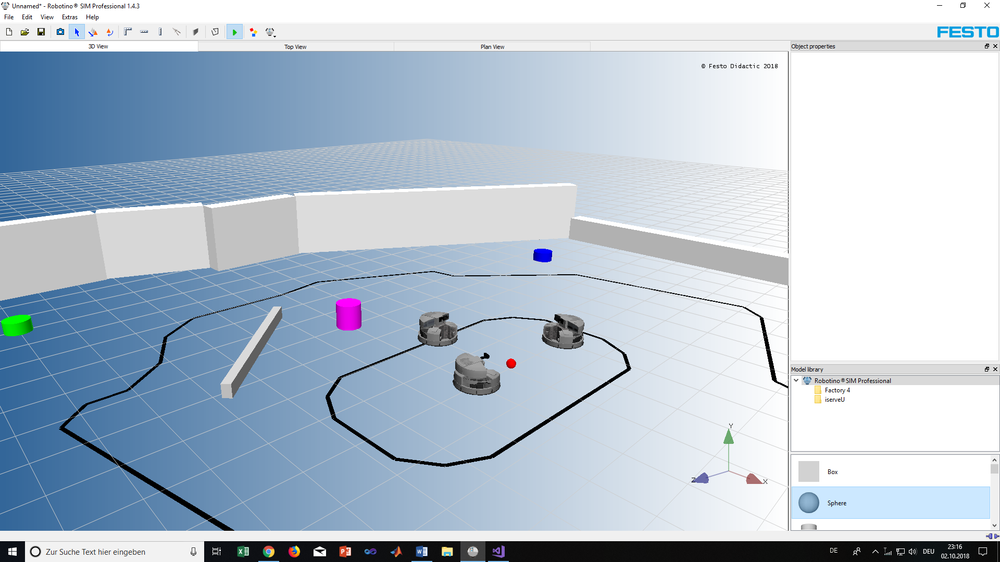 Unnamed* - Robotino® SIM Professional 1.4.3
File Edit View Extras Help
FESTO
3D View Top View Plan View
Object properties
© Festo Didactic 2018
Model library
Robotino®SIM Professional
Factory 4
iserveU
Y
Z
X
Box
Sphere
Zur Suche Text hier eingeben
DE
DEU
23:16
02.10.2018